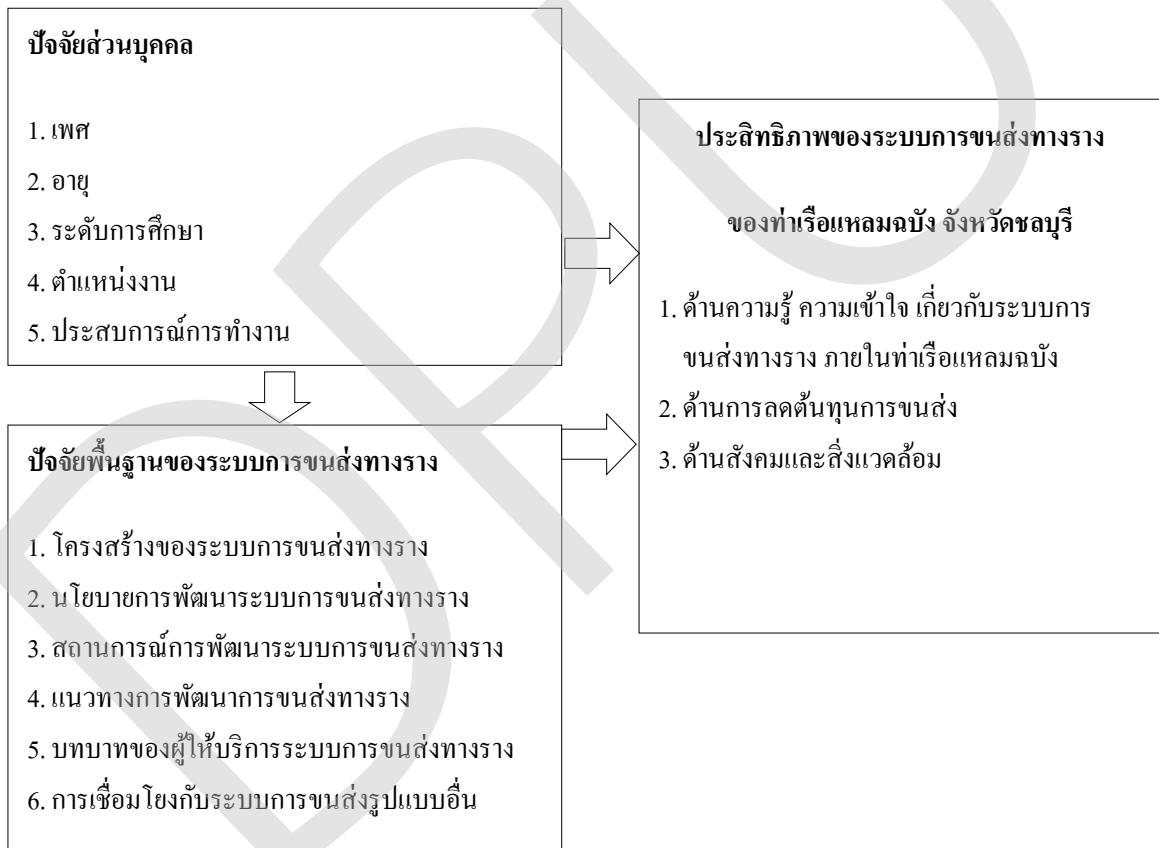 ปัจจัยส่วนบุคคล
1. เพศ
2. อายุ
3. ระดับการศึกษา
4. ตำแหน่งงาน
5. ประสบการณ์การทำงาน
ประสิทธิภาพของระบบการขนส่งทางราง
ของท่าเรือแหลมฉบัง จังหวัดชลบุรี
1. ด้านความรู้ ความเข้าใจ เกี่ยวกับระบบการ
ขนส่งทางราง ภายในท่าเรือแหลมฉบัง
2. ด้านการลดต้นทุนการขนส่ง
3. ด้านสังคมและสิ่งแวดล้อม
ปัจจัยพื้นฐานของระบบการขนส่งทางราง
1. โครงสร้างของระบบการขนส่งทางราง
2. นโยบายการพัฒนาระบบการขนส่งทางราง
3. สถานการณ์การพัฒนาระบบการขนส่งทางราง
4. แนวทางการพัฒนาการขนส่งทางราง
5. บทบาทของผู้ให้บริการระบบการขนส่งทางราง
6. การเชื่อมโยงกับระบบการขนส่งรูปแบบอื่น
DPU